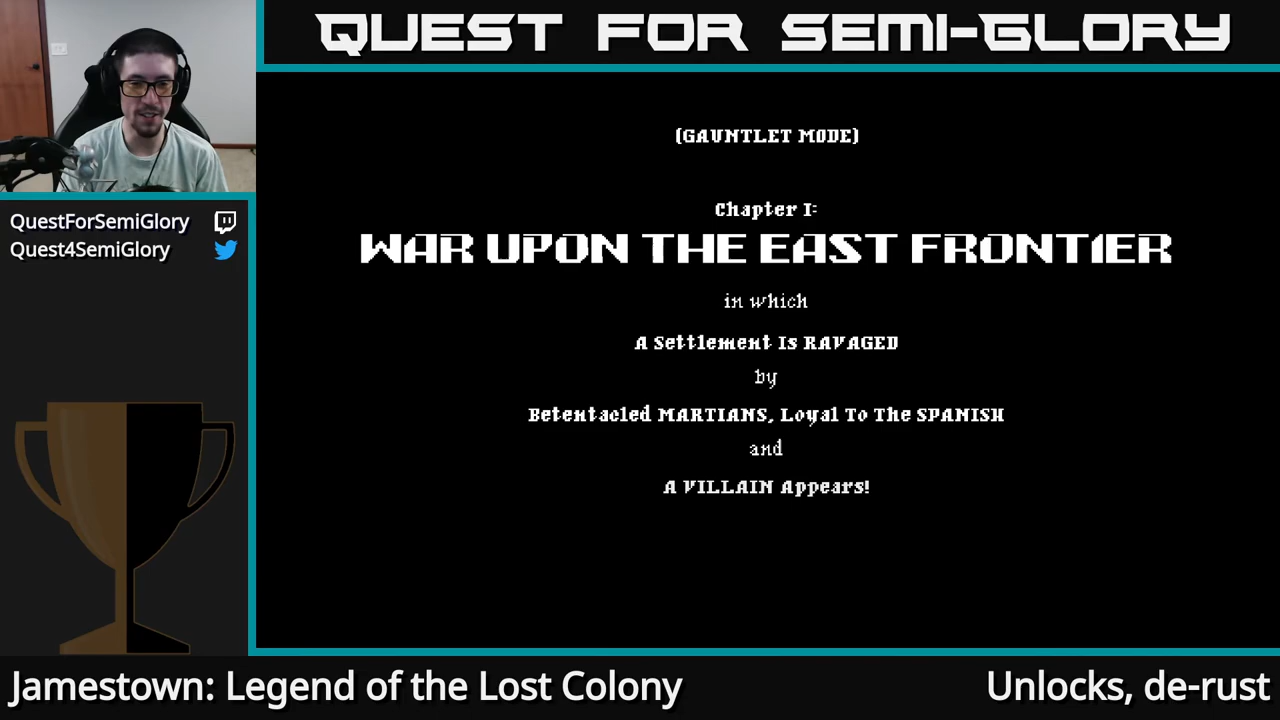 QUEST FOR SEMI-GLORY
QuestForSemiGlory
Quest4SemiGlory
(GAUNTLET MODE)
Chapter I:
WAR UPON THE EAST FRONTIER
in which
A Settlement Is RAVAGED
by
Betentacled MARTIANS, Loyal To The SPANISH
and
A VILLAIN Appears!
Jamestown: Legend of the Lost Colony
Unlocks, de-rust